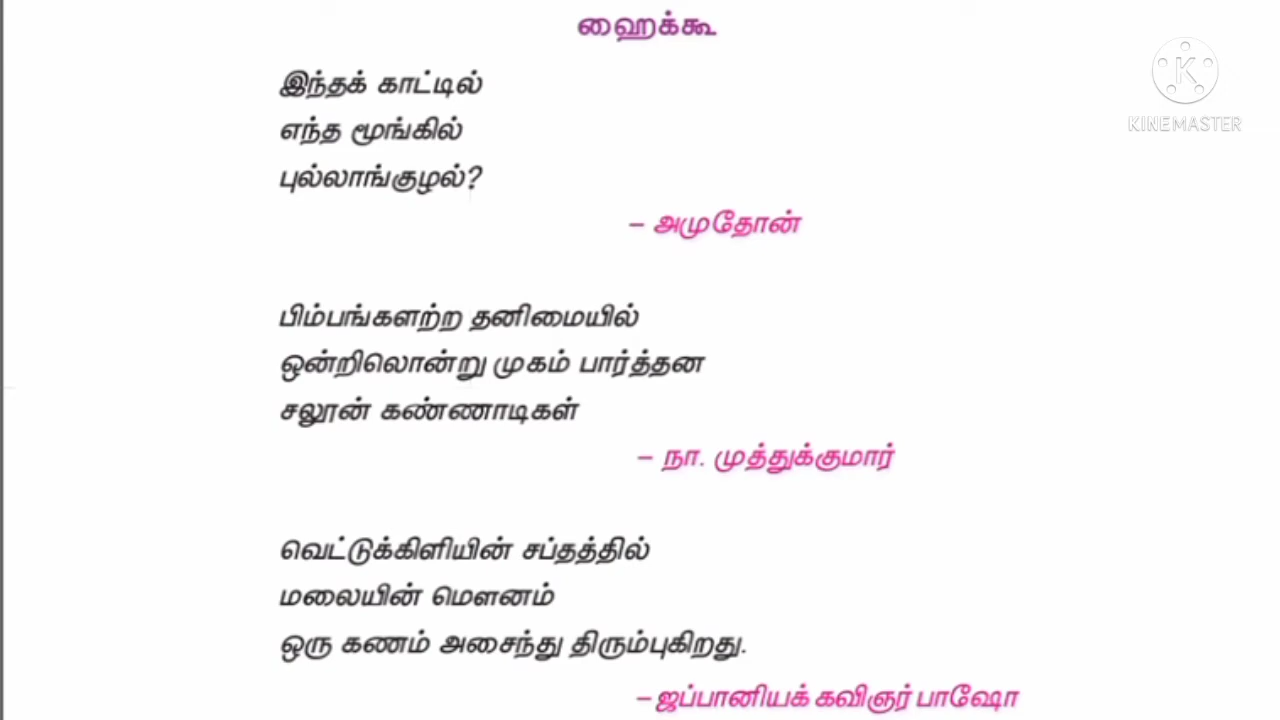 ஹைக்கூ
KINEMASTER
இந்தக் காட்டில்
எந்த மூங்கில்
புல்லாங்குழல்?
– அமுதோன்
பிம்பங்களற்ற தனிமையில்
ஒன்றிலொன்று முகம் பார்த்தன
சலூன் கண்ணாடிகள்
– நா. முத்துக்குமார்
வெட்டுக்கிளியின் சப்தத்தில்
மலையின் மௌனம்
ஒரு கணம் அசைந்து திரும்புகிறது.
– ஜப்பானியக் கவிஞர் பாஷோ